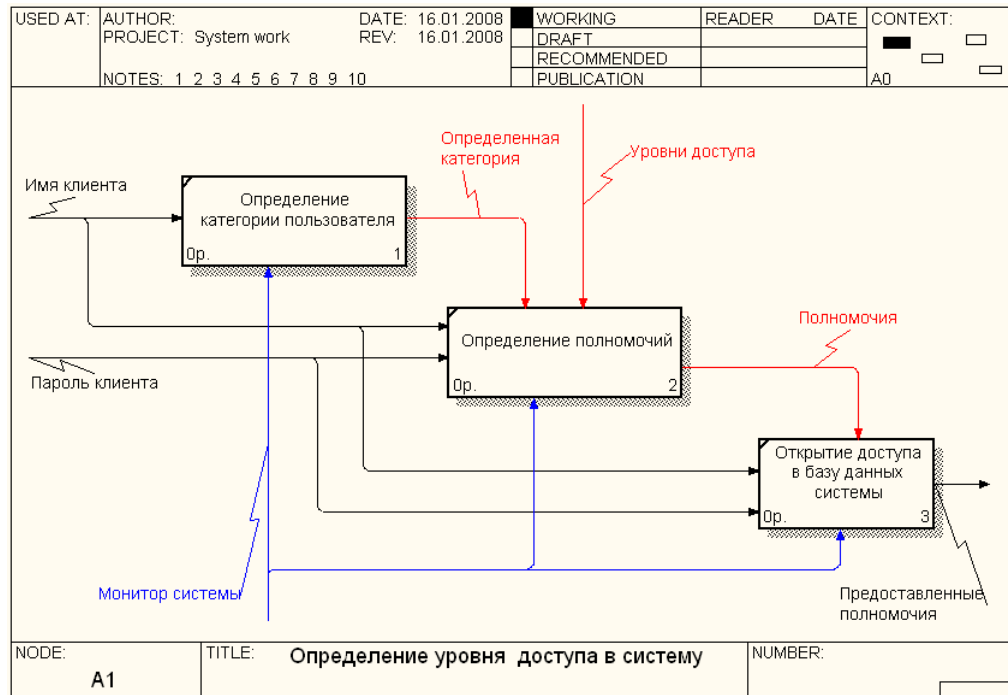 USED AT:
AUTHOR:
DATE: 16.01.2008
PROJECT: System work
REV: 16.01.2008
NOTES: 1 2 3 4 5 6 7 8 9 10
WORKING
DRAFT
RECOMMENDED
PUBLICATION
READER DATE
CONTEXT:
A0
Определенная
категория
Уровни доступа
Имя клиента
Определение
категории пользователя
0р. 1
Полномочия
Определение полномочий
0р. 2
Пароль клиента
Открытие доступа
в базу данных
системы
0р. 3
Монитор системы
Предоставленные
полномочия
NODE:
A1
TITLE:
Определение уровня доступа в систему
NUMBER: